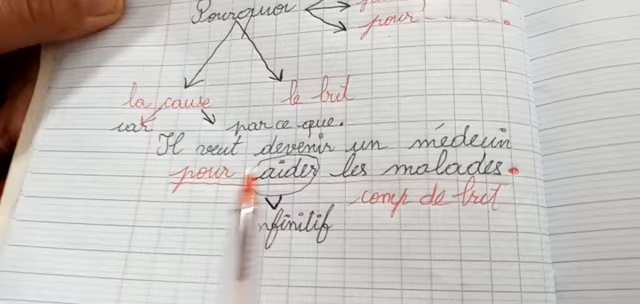 Pourquoi
pour
la cause le but
car parce que.
Il veut devenir un médecin
pour aider les malades.
comp de but
nfinitif